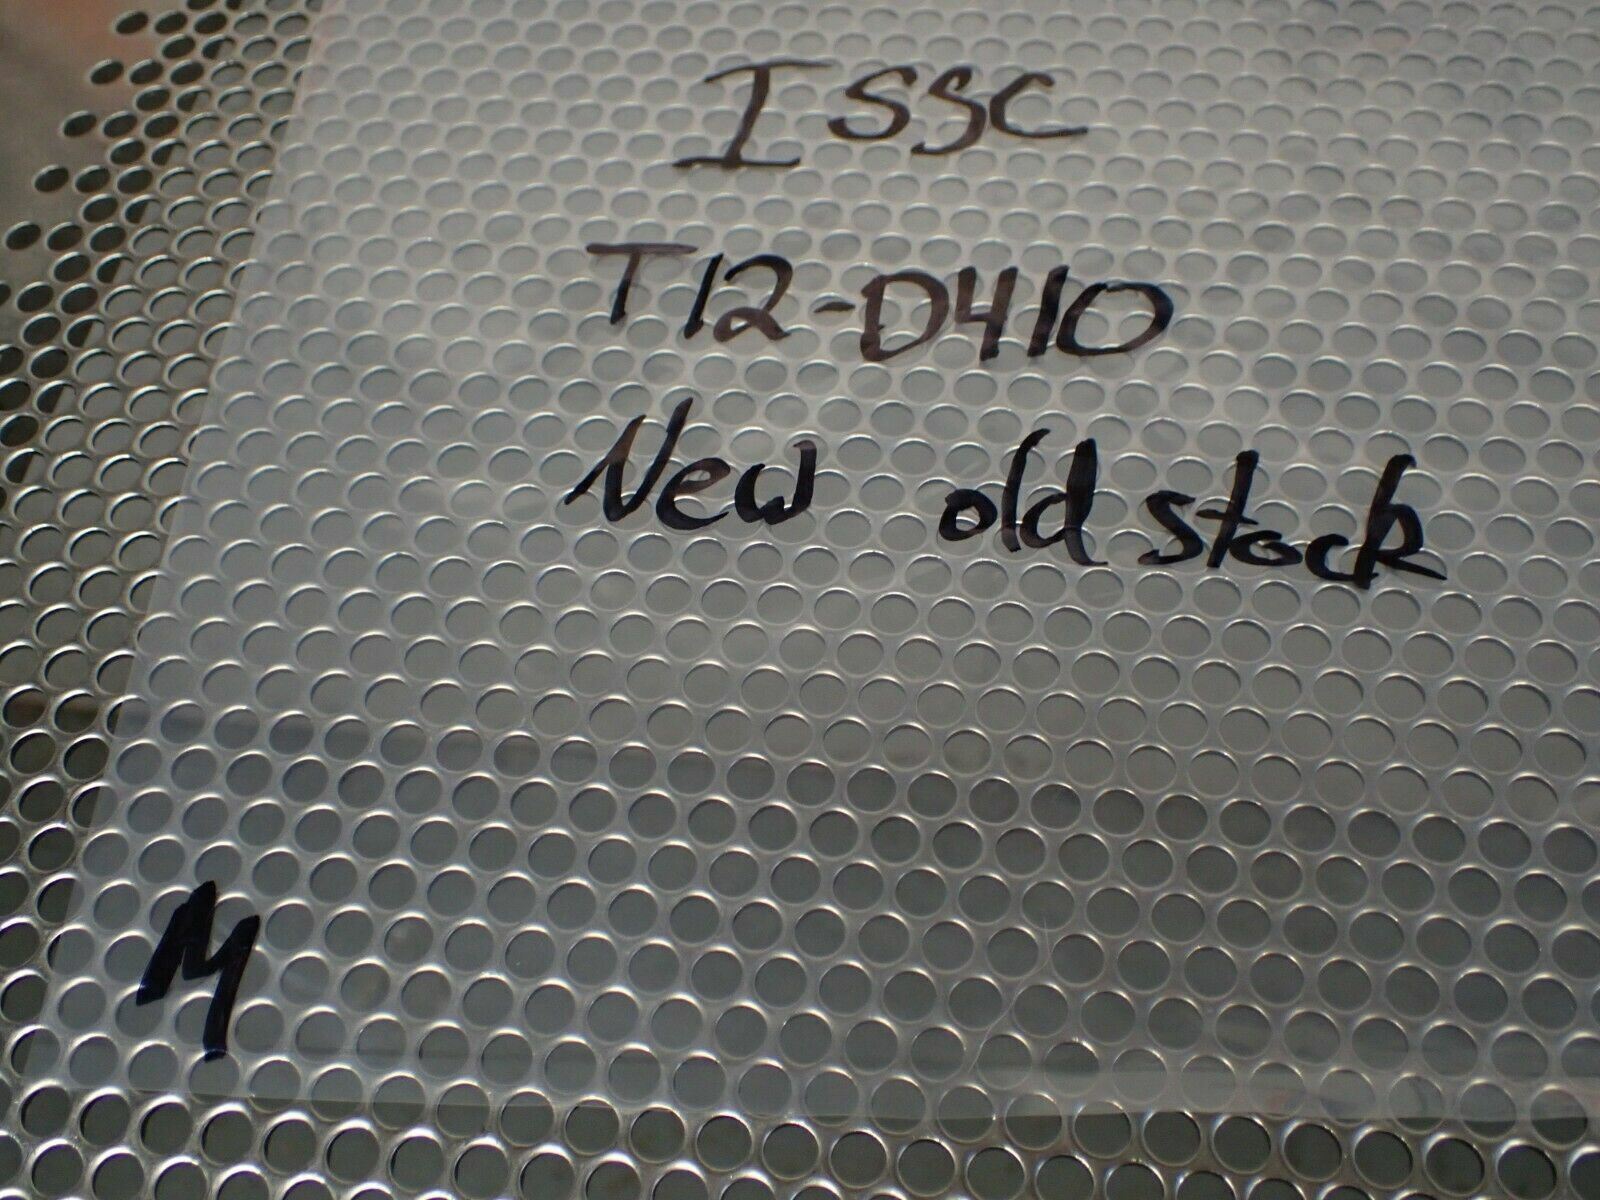 ISSC
T12-D410
New old stock
M